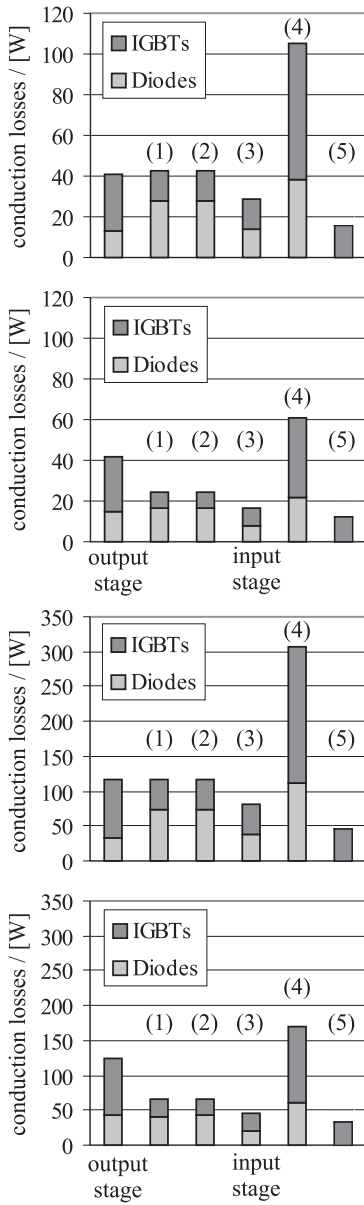 conduction losses / [W]
120
100
80
60
40
20
0
IGBTs
Diodes
(1)
(2)
(3)
(4)
(5)
conduction losses / [W]
120
100
80
60
40
20
0
IGBTs
Diodes
(1)
(2)
(3)
(4)
(5)
output
stage
input
stage
conduction losses / [W]
350
300
250
200
150
100
50
0
IGBTs
Diodes
(1)
(2)
(3)
(4)
(5)
conduction losses / [W]
350
300
250
200
150
100
50
0
IGBTs
Diodes
(1)
(2)
(3)
(4)
(5)
output
stage
input
stage